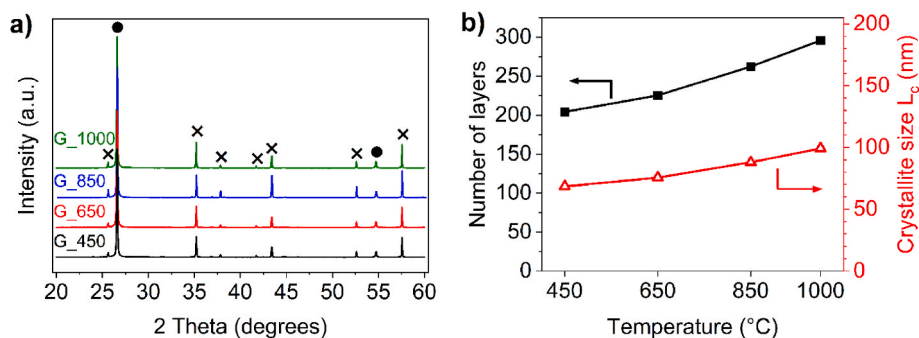 a)
Intensity (a.u.)
G_1000
G_850
G_650
G_450
20 25 30 35 40 45 50 55 60
2 Theta (degrees)
b)
Number of layers
300
250
200
150
100
50
0
450 650 850 1000
Temperature (°C)
200
150
100
50
0
Crystallite size Lc (nm)